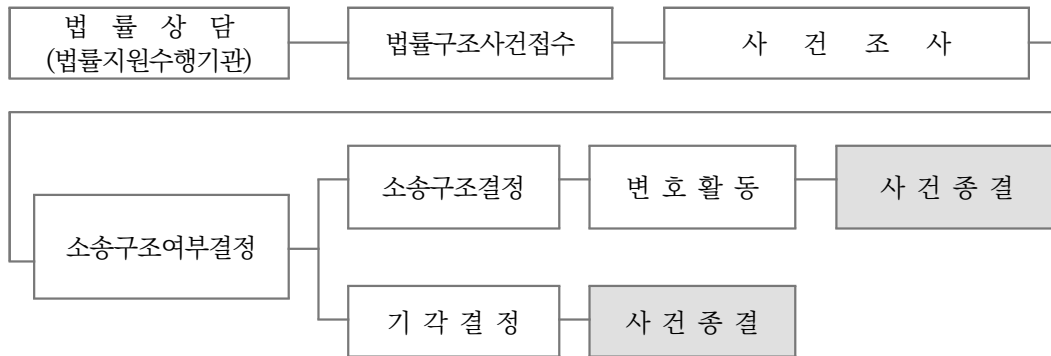 법 률 상 담
(법률지원수행기관)
법률구조사건접수
사 건 조 사
소송구조여부결정
소송구조결정
변 호 활 동
사 건 종 결
기 각 결 정
사 건 종 결